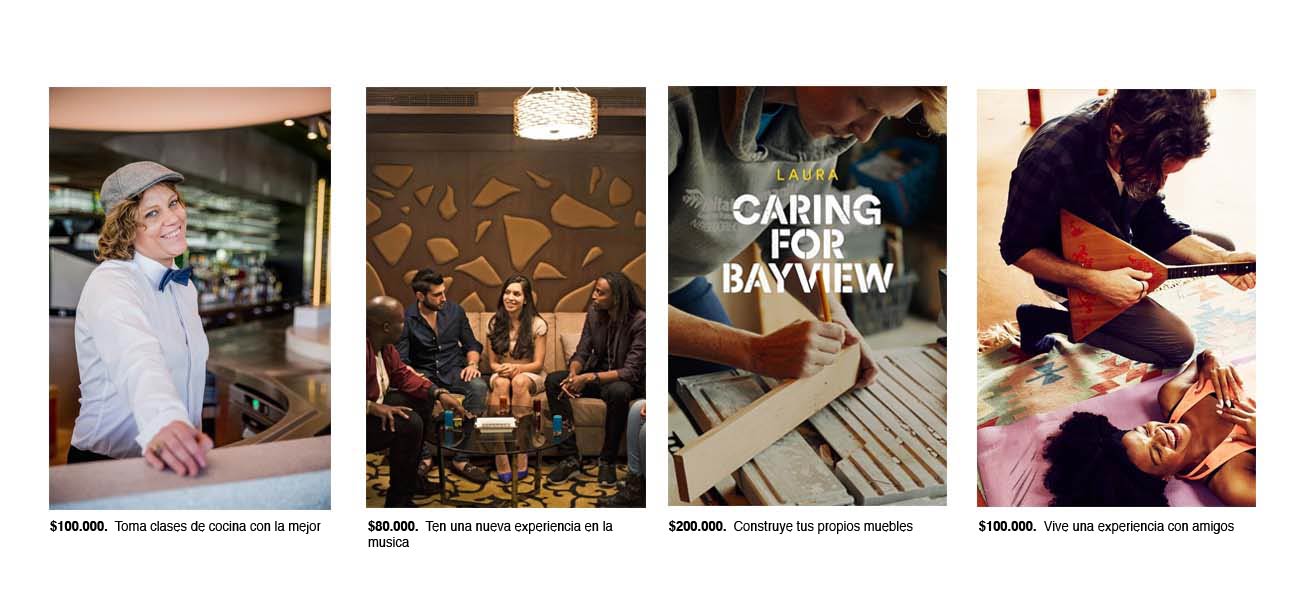 LAURA
CARING
FOR
BAYVIEW
$100.000. Toma clases de cocina con la mejor
$80.000. Ten una nueva experiencia en la
musica
$200.000. Construye tus propios muebles
$100.000. Vive una experiencia con amigos